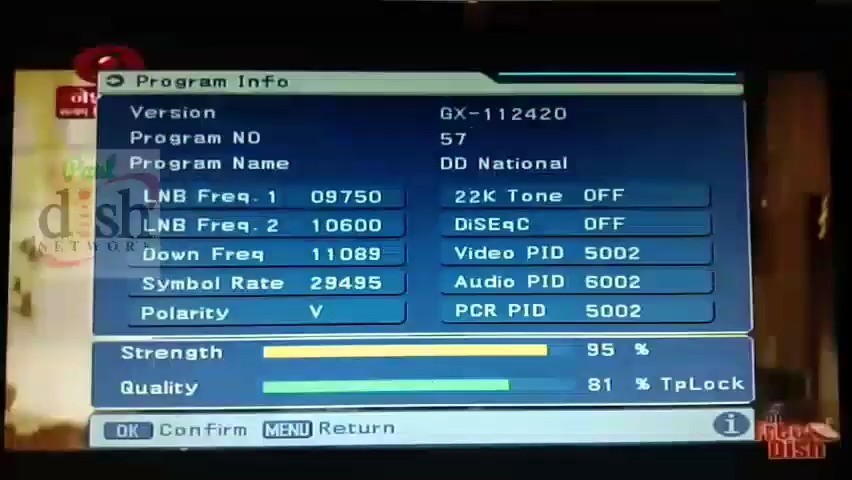 Program Info
Version GX-112420
Program NO 57
Program Name DD National
LNB Freq. 1 09750 22K Tone OFF
LNB Freq. 2 10600 DiSEqC OFF
Down Freq 11089 Video PID 5002
Symbol Rate 29495 Audio PID 6002
Polarity V PCR PID 5002
Strength 95 %
Quality 81 % TpLock
OK Confirm MENU Return
dish
NETWORK
Dish